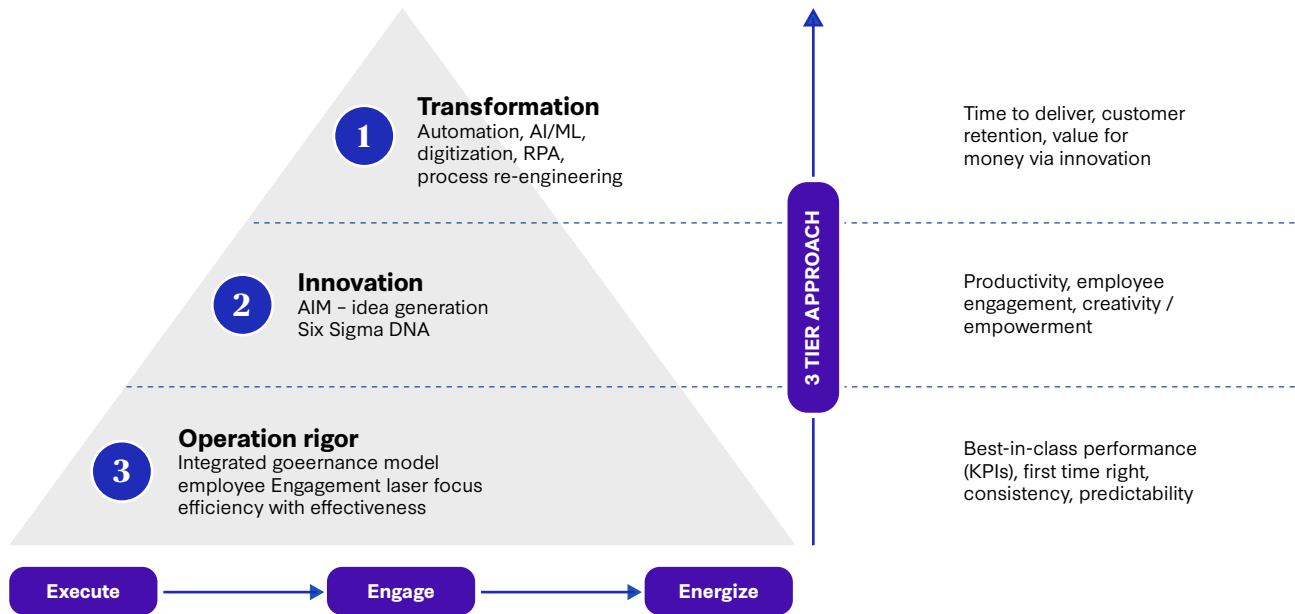 1
Transformation
Automation, AI/ML,
digitization, RPA,
process re-engineering
Time to deliver, customer
retention, value for
money via innovation
2
Innovation
AIM – idea generation
Six Sigma DNA
3 TIER APPROACH
Productivity, employee
engagement, creativity /
empowerment
3
Operation rigor
Integrated goeernance model
employee Engagement laser focus
efficiency with effectiveness
Best-in-class performance
(KPIs), first time right,
consistency, predictability
Execute
Engage
Energize